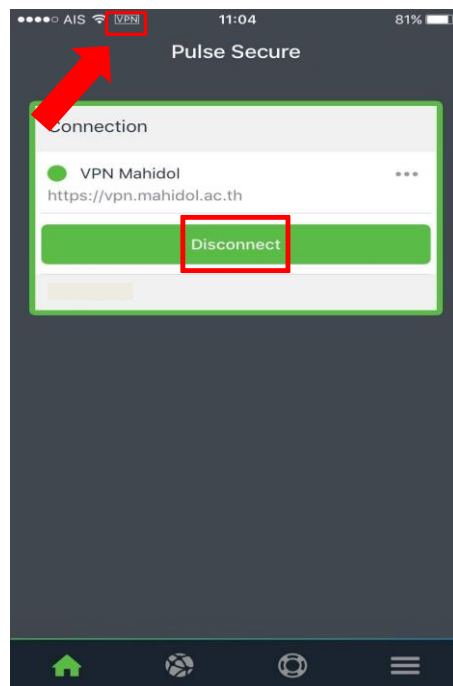 AIS VPN 11:04 81%
Pulse Secure
Connection
VPN Mahidol
https://vpn.mahidol.ac.th
Disconnect